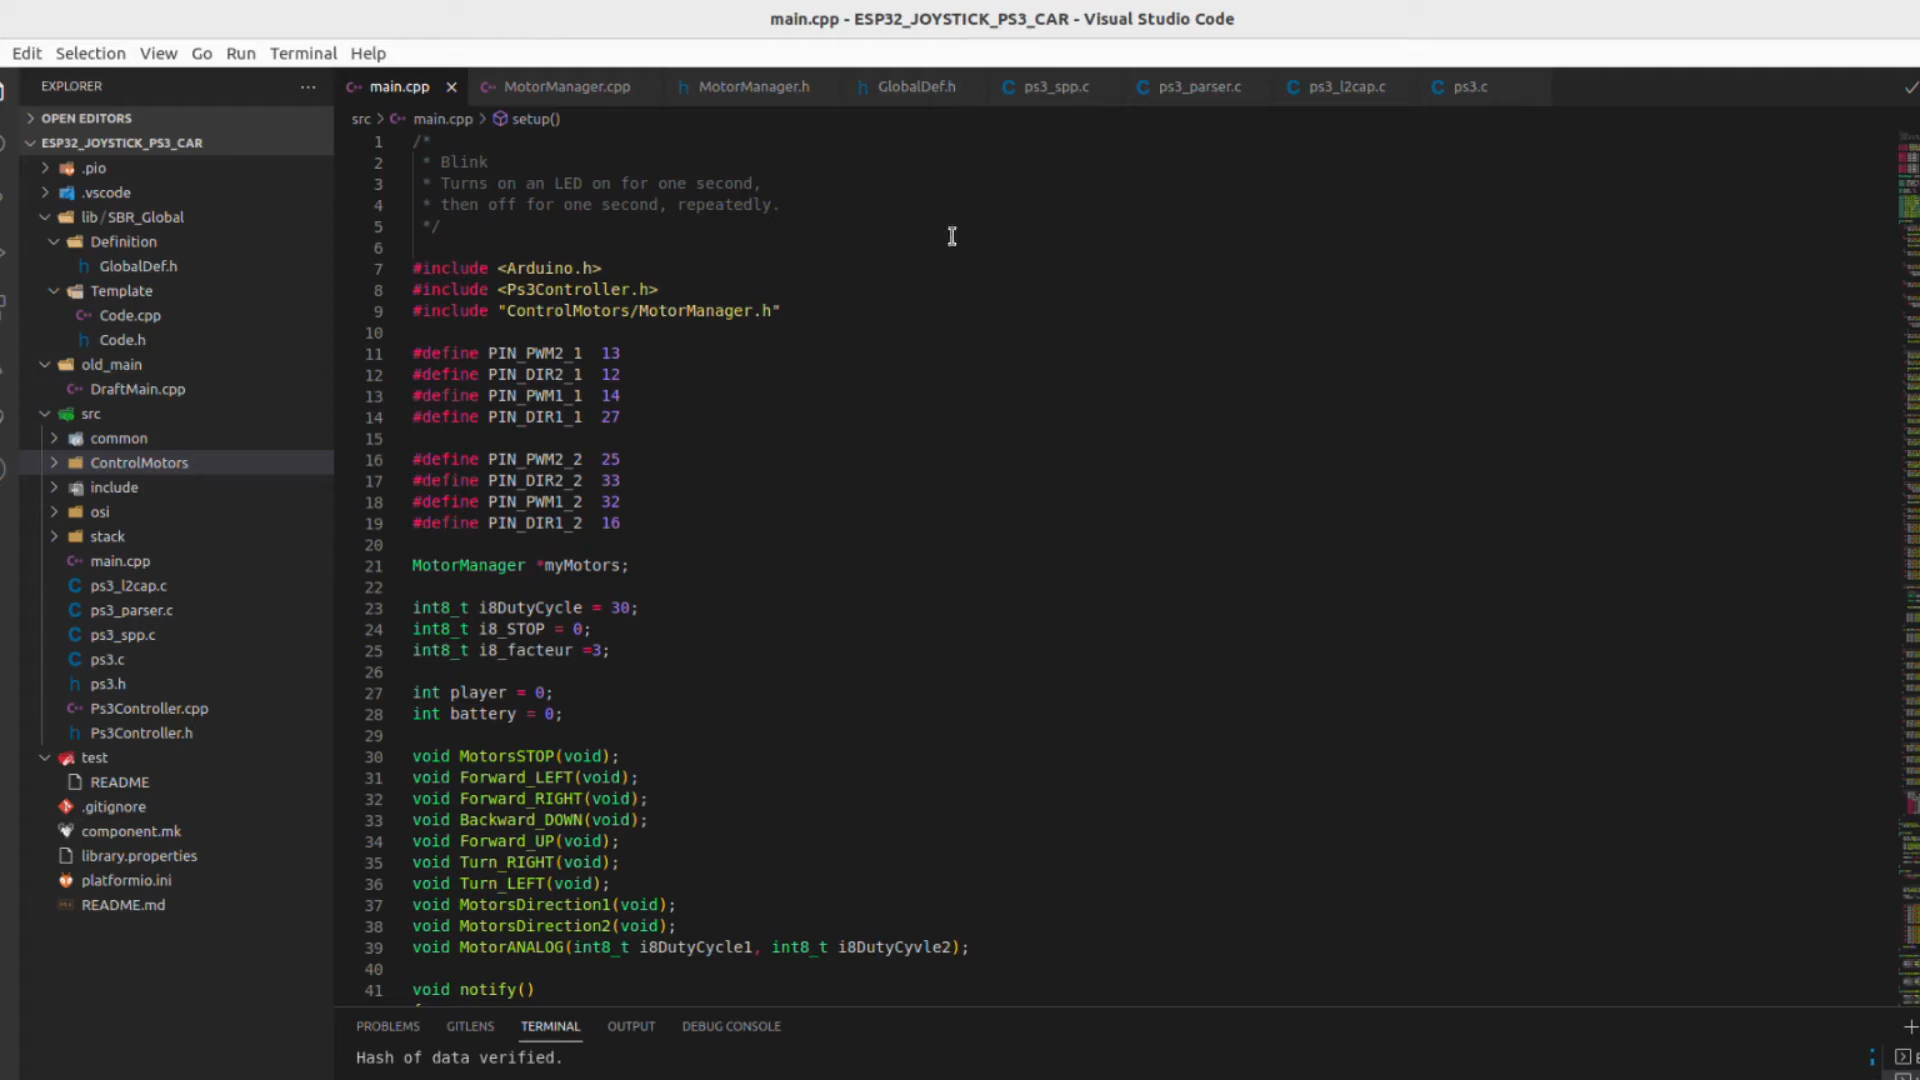 main.cpp - ESP32_JOYSTICK_PS3_CAR - Visual Studio Code
Edit Selection View Go Run Terminal Help
EXPLORER
OPEN EDITORS
ESP32_JOYSTICK_PS3_CAR
.pio
.vscode
lib/SBR_Global
Definition
GlobalDef.h
Template
Code.cpp
Code.h
old_main
DraftMain.cpp
src
common
ControlMotors
include
osi
stack
main.cpp
ps3_l2cap.c
ps3_parser.c
ps3_spp.c
ps3.c
ps3.h
Ps3Controller.cpp
Ps3Controller.h
test
README
.gitignore
component.mk
library.properties
platformio.ini
README.md
main.cpp MotorManager.cpp MotorManager.h GlobalDef.h ps3_spp.c ps3_parser.c ps3_l2cap.c ps3.c
src > main.cpp > setup()
1 /*
2  * Blink
3  * Turns on an LED on for one second,
4  * then off for one second, repeatedly.
5  */
6
7 #include <Arduino.h>
8 #include <Ps3Controller.h>
9 #include "ControlMotors/MotorManager.h"
10
11 #define PIN_PWM2_1  13
12 #define PIN_DIR2_1  12
13 #define PIN_PWM1_1  14
14 #define PIN_DIR1_1  27
15
16 #define PIN_PWM2_2  25
17 #define PIN_DIR2_2  33
18 #define PIN_PWM1_2  32
19 #define PIN_DIR1_2  16
20
21 MotorManager *myMotors;
22
23 int8_t i8DutyCycle = 30;
24 int8_t i8_STOP = 0;
25 int8_t i8_facteur =3;
26
27 int player = 0;
28 int battery = 0;
29
30 void MotorsSTOP(void);
31 void Forward_LEFT(void);
32 void Forward_RIGHT(void);
33 void Backward_DOWN(void);
34 void Forward_UP(void);
35 void Turn_RIGHT(void);
36 void Turn_LEFT(void);
37 void MotorsDirection1(void);
38 void MotorsDirection2(void);
39 void MotorANALOG(int8_t i8DutyCycle1, int8_t i8DutyCyvle2);
40
41 void notify()
PROBLEMS GITLENS TERMINAL OUTPUT DEBUG CONSOLE
Hash of data verified.